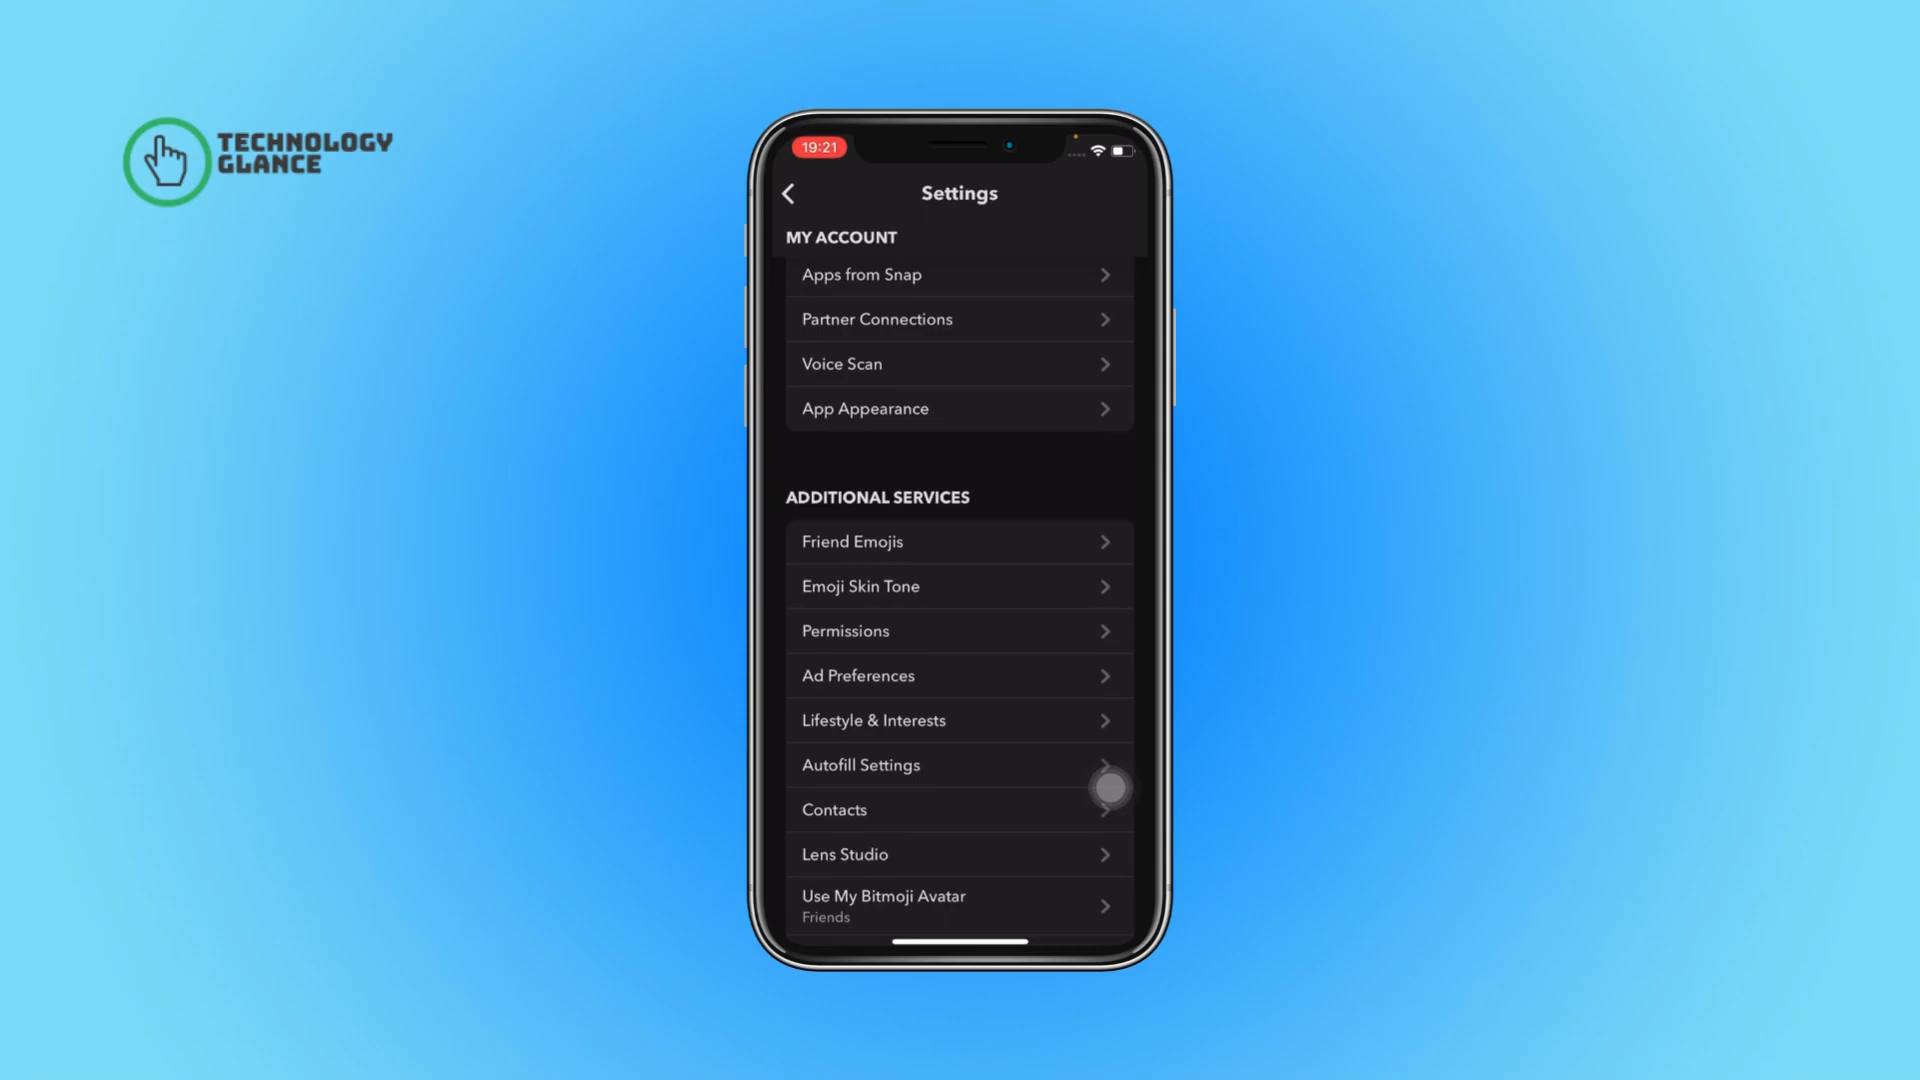 TECHNOLOGY
GLANCE
19:21
Settings
MY ACCOUNT
Apps from Snap
Partner Connections
Voice Scan
App Appearance
ADDITIONAL SERVICES
Friend Emojis
Emoji Skin Tone
Permissions
Ad Preferences
Lifestyle & Interests
Autofill Settings
Contacts
Lens Studio
Use My Bitmoji Avatar
Friends